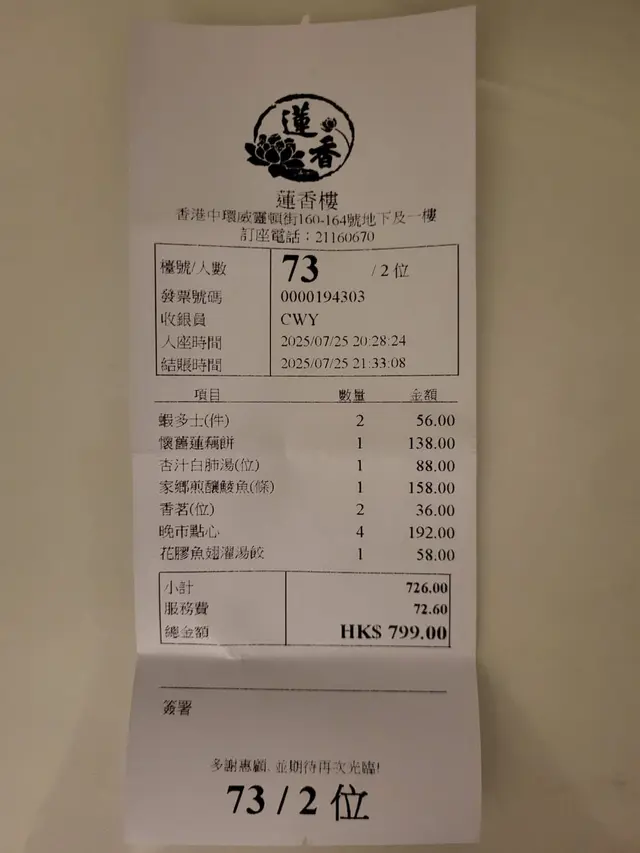 蓮香
蓮香樓
香港中環威靈頓街160-164號地下及一樓
訂座電話：21160670
檯號/人數 73 / 2 位
發票號碼 0000194303
收銀員 CWY
入座時間 2025/07/25 20:28:24
結賬時間 2025/07/25 21:33:08
項目 數量 金額
蝦多士(件) 2 56.00
懷舊蓮藕餅 1 138.00
杏汁白肺湯(位) 1 88.00
家鄉煎釀鯪魚(條) 1 158.00
香茗(位) 2 36.00
晚市點心 4 192.00
花膠魚翅灌湯餃 1 58.00
小計 726.00
服務費 72.60
總金額 HK$ 799.00
簽署
多謝惠顧, 並期待再次光臨!
73 / 2 位